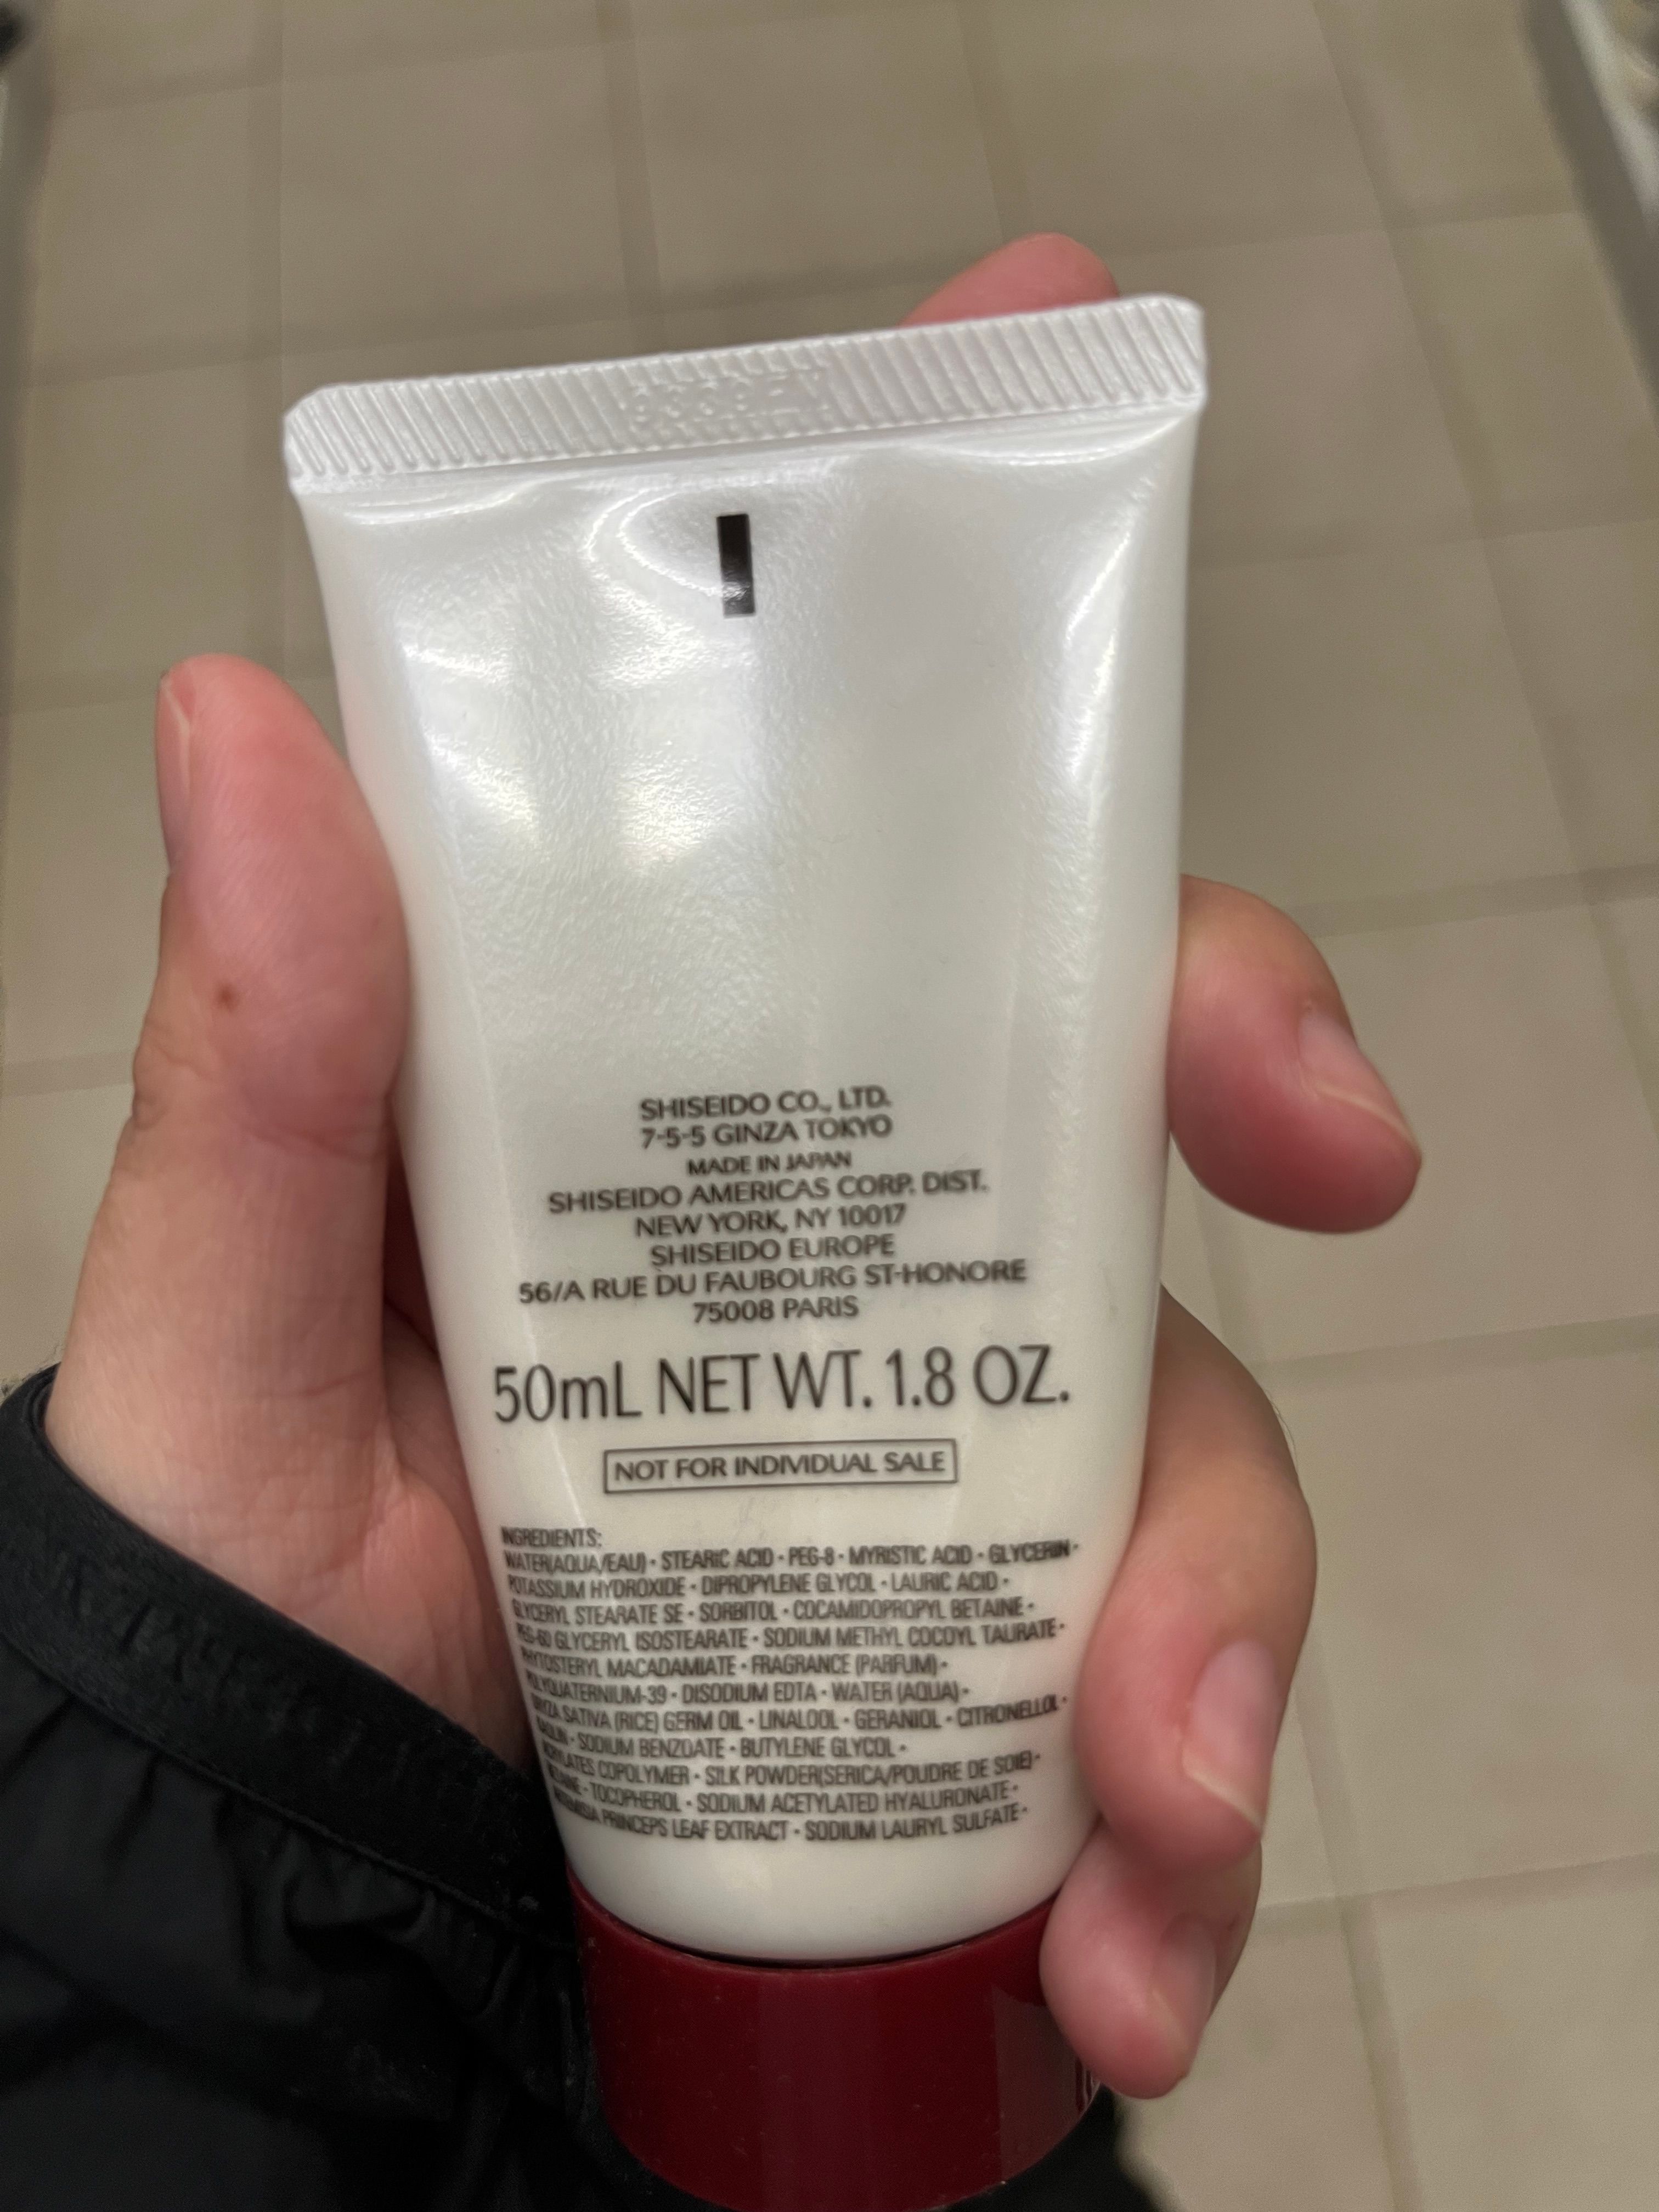 SHISEIDO CO., LTD.
7-5-5 GINZA TOKYO
MADE IN JAPAN
SHISEIDO AMERICAS CORP. DIST.
NEW YORK, NY 10017
SHISEIDO EUROPE
56/A RUE DU FAUBOURG ST-HONORE
75008 PARIS
50mL NET WT. 1.8 OZ.
NOT FOR INDIVIDUAL SALE
INGREDIENTS:
WATER(AQUA/EAU)・STEARIC ACID・PEG-8・MYRISTIC ACID・GLYCERIN・
POTASSIUM HYDROXIDE・DIPROPYLENE GLYCOL・LAURIC ACID・
GLYCERYL STEARATE SE・SORBITOL・COCAMIDOPROPYL BETAINE・
PEG-60 GLYCERYL ISOSTEARATE・SODIUM METHYL COCOYL TAURATE・
PHYTOSTERYL MACADAMIATE・FRAGRANCE (PARFUM)・
POLYQUATERNIUM-39・DISODIUM EDTA・WATER (AQUA)・
ORYZA SATIVA (RICE) GERM OIL・LINALOOL・GERANIOL・CITRONELLOL・
KAOLIN・SODIUM BENZOATE・BUTYLENE GLYCOL・
ACRYLATES COPOLYMER・SILK POWDER(SERICA/POUDRE DE SOIE)・
BETAINE・TOCOPHEROL・SODIUM ACETYLATED HYALURONATE・
ARTEMISIA PRINCEPS LEAF EXTRACT・SODIUM LAURYL SULFATE・